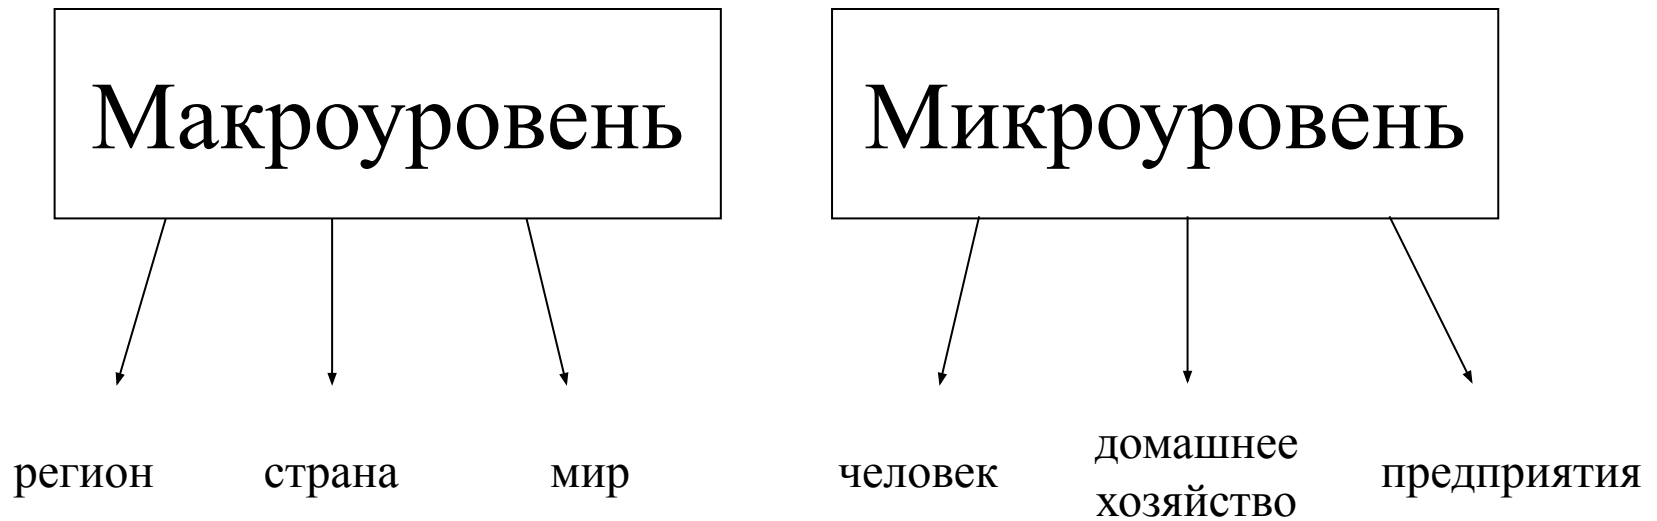 Макроуровень
Микроуровень
регион
страна
мир
человек
домашнее
хозяйство
предприятия